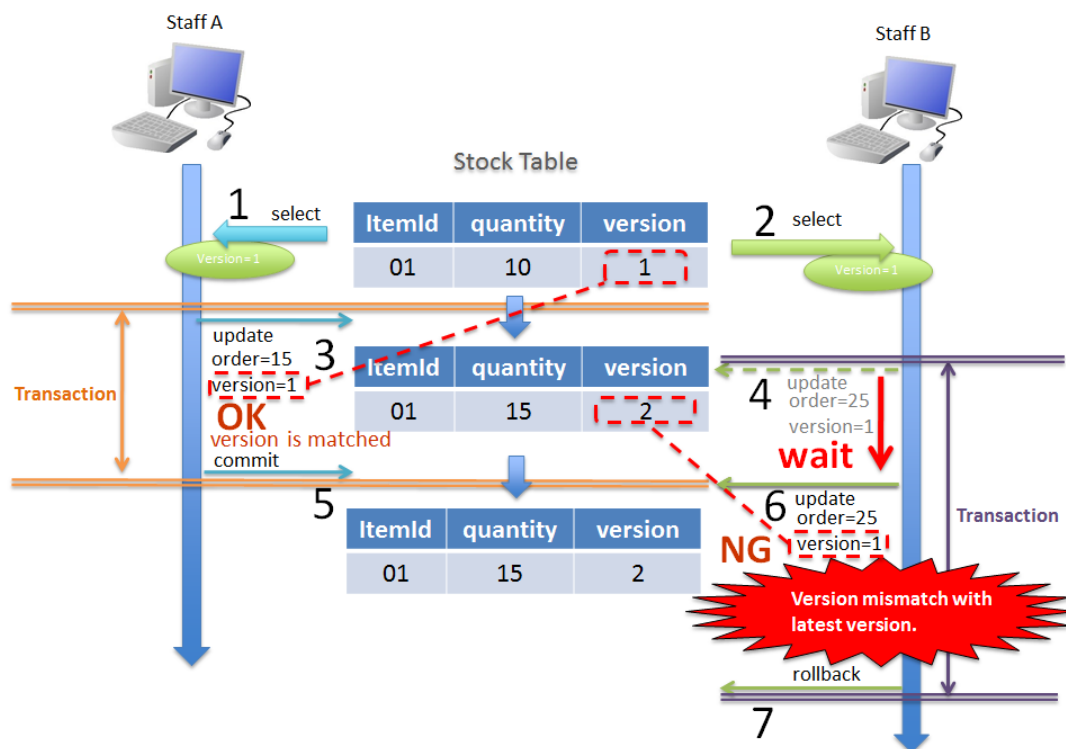 Staff A
Staff B
Stock Table
1 select
2 select
ItemId quantity version
01 10 1
Version=1
Version=1
update
order=15
version=1
3
OK
version is matched
commit
Transaction
ItemId quantity version
01 15 2
4
update
order=25
version=1
wait
5
6
update
order=25
version=1
NG
Transaction
ItemId quantity version
01 15 2
Version mismatch with
latest version.
rollback
7